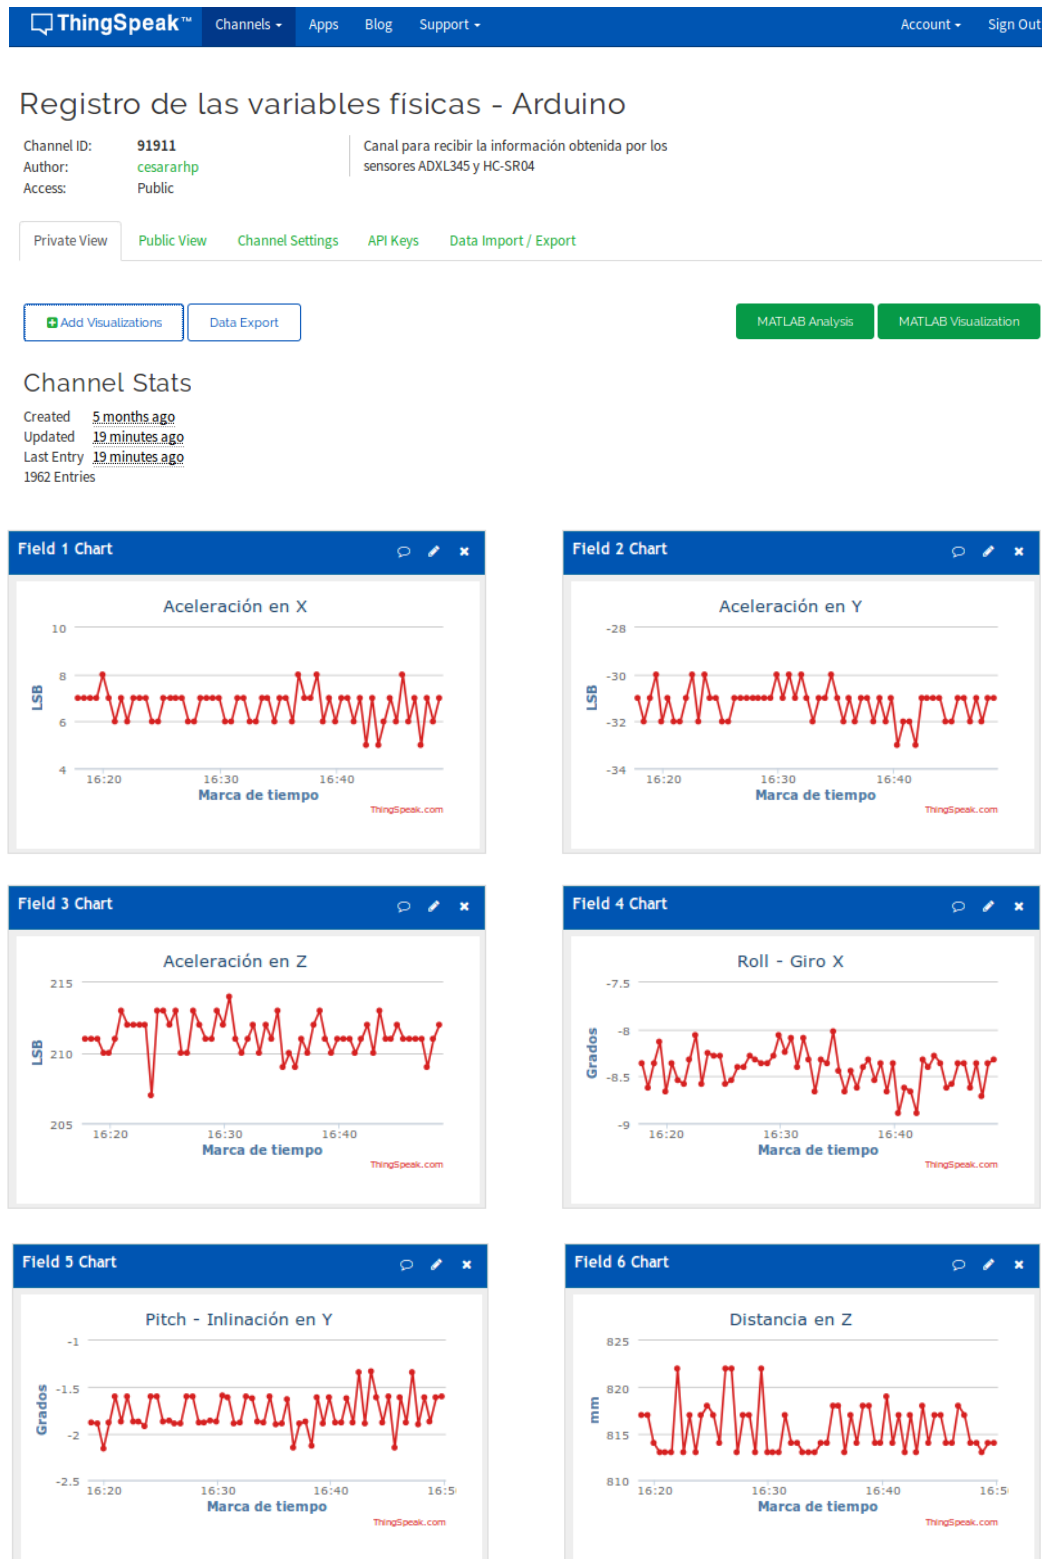 ThingSpeak™ Channels Apps Blog Support Account Sign Out
Registro de las variables físicas - Arduino
Channel ID: 91911
Author: cesararhp
Access: Public
Canal para recibir la información obtenida por los
sensores ADXL345 y HC-SR04
Private View Public View Channel Settings API Keys Data Import / Export
Add Visualizations Data Export MATLAB Analysis MATLAB Visualization
Channel Stats
Created 5 months ago
Updated 19 minutes ago
Last Entry 19 minutes ago
1962 Entries
Field 1 Chart
Aceleración en X
LSB
10
8
6
4
16:20 16:30 16:40
Marca de tiempo
ThingSpeak.com
Field 2 Chart
Aceleración en Y
LSB
-28
-30
-32
-34
16:20 16:30 16:40
Marca de tiempo
ThingSpeak.com
Field 3 Chart
Aceleración en Z
LSB
215
210
205
16:20 16:30 16:40
Marca de tiempo
ThingSpeak.com
Field 4 Chart
Roll - Giro X
Grados
-7.5
-8
-8.5
-9
16:20 16:30 16:40
Marca de tiempo
ThingSpeak.com
Field 5 Chart
Pitch - Inlinación en Y
Grados
-1
-1.5
-2
-2.5
16:20 16:30 16:40 16:5
Marca de tiempo
ThingSpeak.com
Field 6 Chart
Distancia en Z
mm
825
820
815
810
16:20 16:30 16:40 16:5
Marca de tiempo
ThingSpeak.com